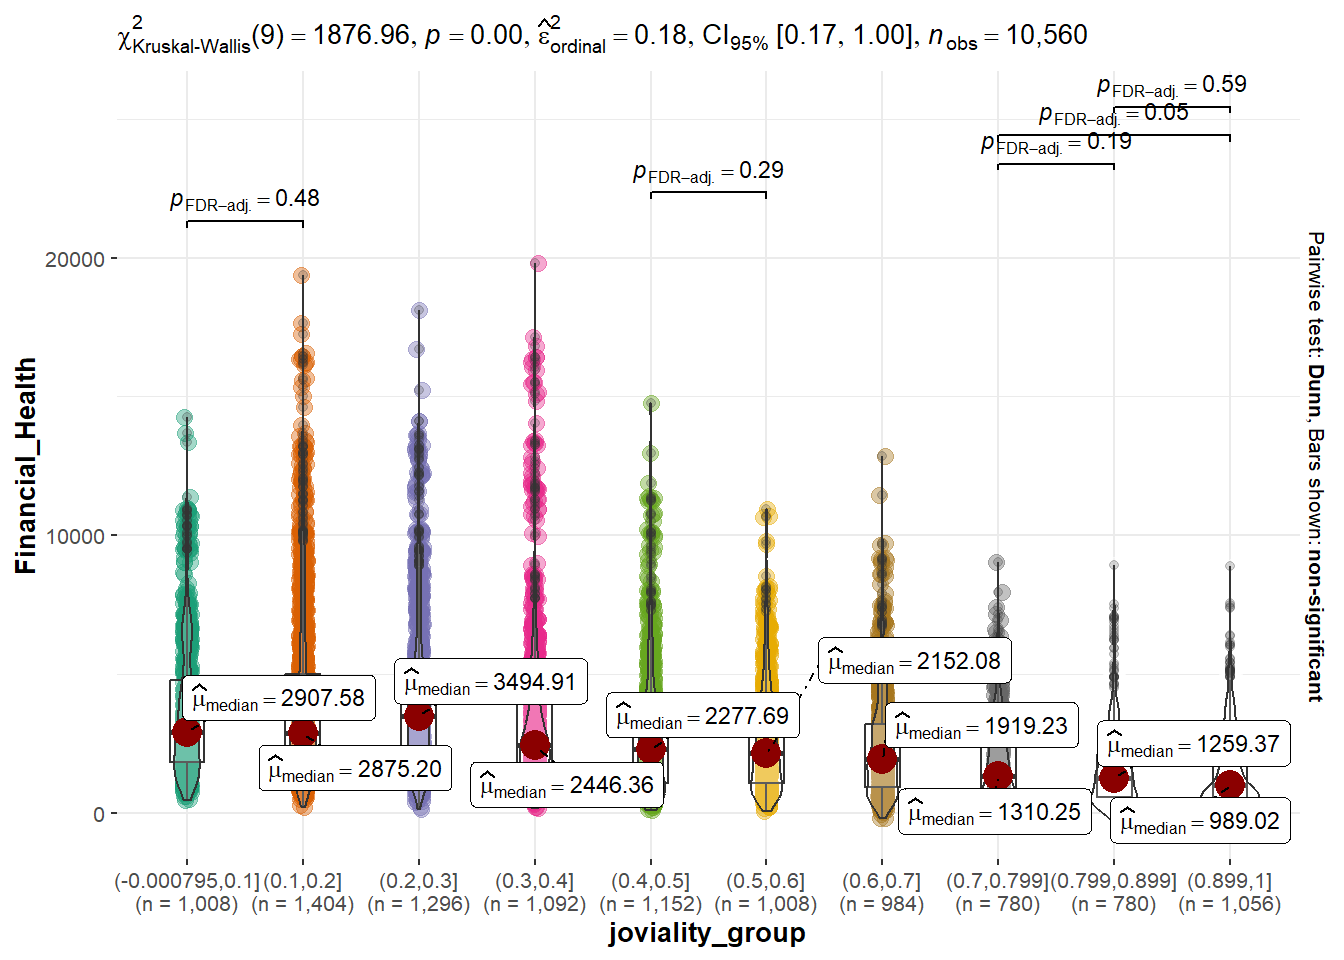 χ²Kruskal-Wallis(9) = 1876.96, p = 0.00, ε̂²ordinal = 0.18, CI95% [0.17, 1.00], nobs = 10,560
pFDR−adj. = 0.59
pFDR−adj. = 0.05
pFDR−adj. = 0.19
pFDR−adj. = 0.29
pFDR−adj. = 0.48
20000
10000
0
Financial_Health
Pairwise test: Dunn, Bars shown: non-significant
μ̂median = 2907.58
μ̂median = 2875.20
μ̂median = 3494.91
μ̂median = 2446.36
μ̂median = 2277.69
μ̂median = 2152.08
μ̂median = 1919.23
μ̂median = 1310.25
μ̂median = 1259.37
μ̂median = 989.02
(-0.000795,0.1] (0.1,0.2] (0.2,0.3] (0.3,0.4] (0.4,0.5] (0.5,0.6] (0.6,0.7] (0.7,0.799] (0.799,0.899] (0.899,1]
(n = 1,008) (n = 1,404) (n = 1,296) (n = 1,092) (n = 1,152) (n = 1,008) (n = 984) (n = 780) (n = 780) (n = 1,056)
joviality_group